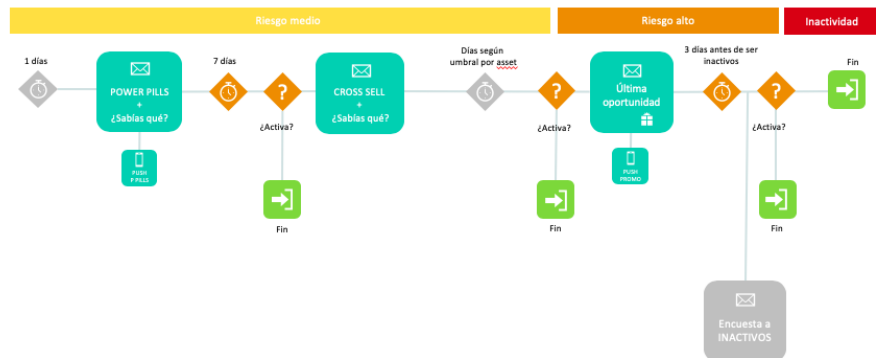 Riesgo medio
Riesgo alto
Inactividad
1 días
POWER PILLS
+
¿Sabías qué?
PUSH
P PILLS
7 días
?
¿Activa?
Fin
CROSS SELL
+
¿Sabías qué?
Días según
umbral por asset
?
¿Activa?
Fin
Última
oportunidad
PUSH
PROMO
3 días antes de ser
inactivos
?
¿Activa?
Fin
Fin
Encuesta a
INACTIVOS